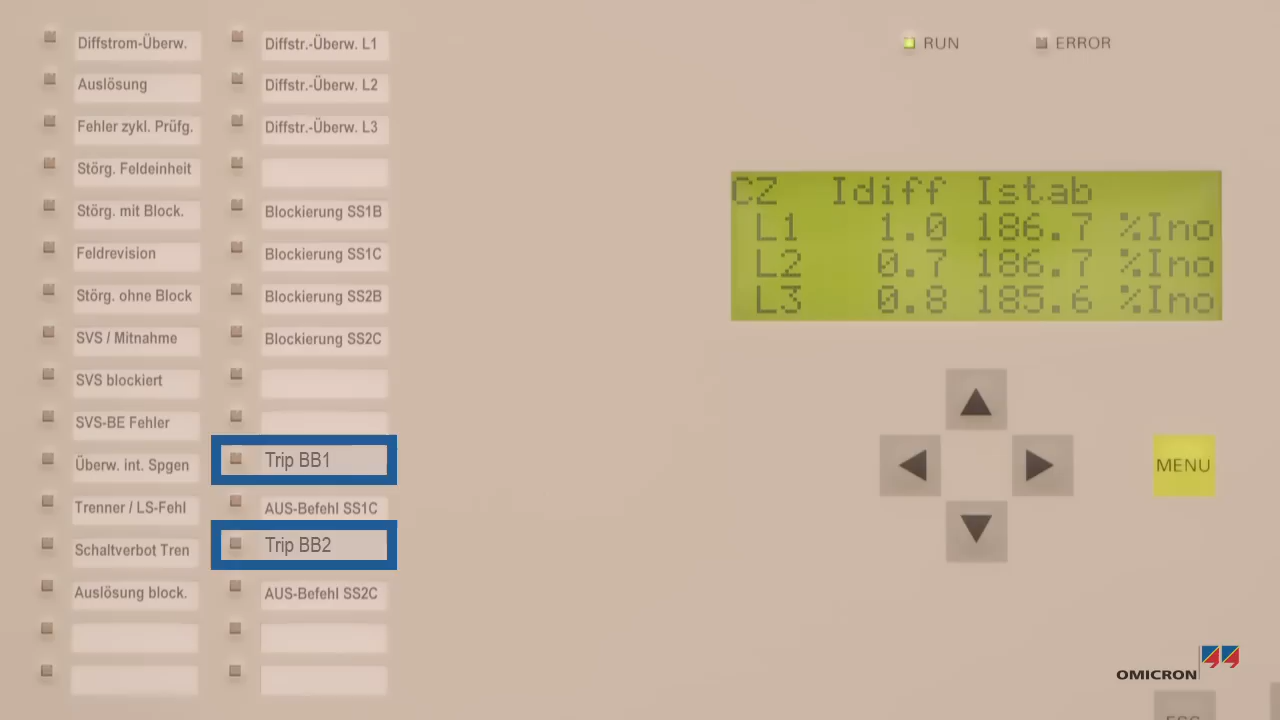 Diffstrom-Überw.
Auslösung
Fehler zykl. Prüfg.
Störg. Feldeinheit
Störg. mit Block.
Feldrevision
Störg. ohne Block
SVS / Mitnahme
SVS blockiert
SVS-BE Fehler
Überw. int. Spgen
Trenner / LS-Fehl
Schaltverbot Tren
Auslösung block.
Diffstr.-Überw. L1
Diffstr.-Überw. L2
Diffstr.-Überw. L3
Blockierung SS1B
Blockierung SS1C
Blockierung SS2B
Blockierung SS2C
Trip BB1
AUS-Befehl SS1C
Trip BB2
AUS-Befehl SS2C
RUN
ERROR
CZ Idiff Istab
L1 1.0 186.7 %Ino
L2 0.7 186.7 %Ino
L3 0.8 185.6 %Ino
MENU
OMICRON